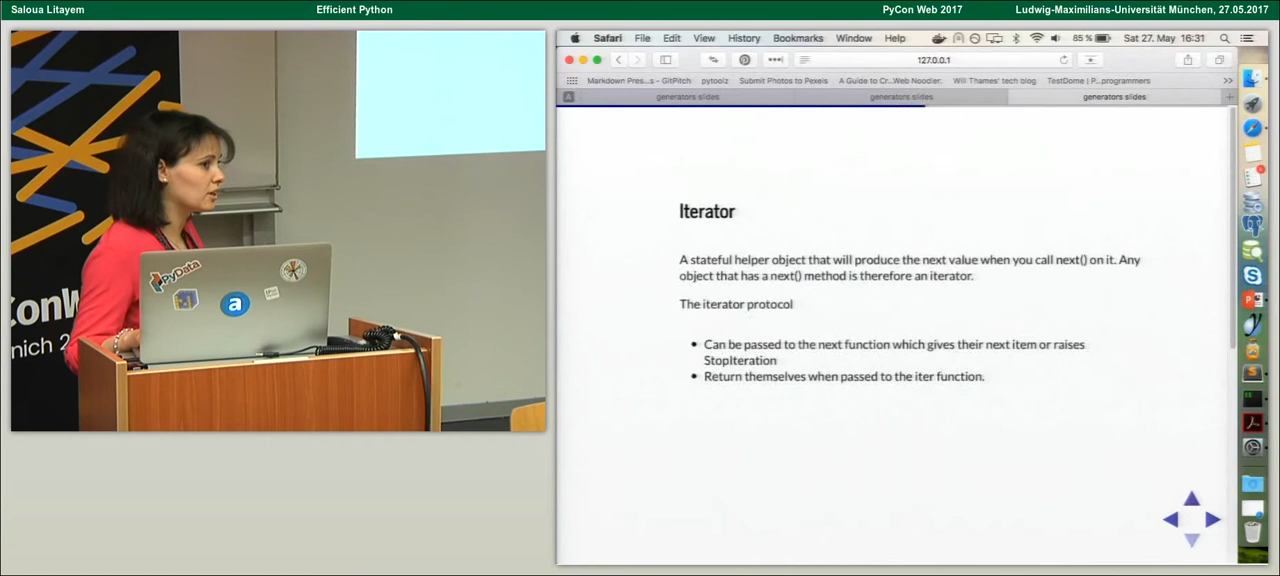 Saloua Litayem
Efficient Python
PyCon Web 2017
Ludwig-Maximilians-Universität München, 27.05.2017
PyData
a
ConW
nich 2
Safari File Edit View History Bookmarks Window Help
85 % Sat 27. May 16:31
127.0.0.1
Markdown Pres...s - GitPitch pytoolz Submit Photos to Pexels A Guide to Cr...Web Noodler. Will Thames' tech blog TestDome | P...programmers
generators slides generators slides generators slides
Iterator
A stateful helper object that will produce the next value when you call next() on it. Any
object that has a next() method is therefore an iterator.
The iterator protocol
• Can be passed to the next function which gives their next item or raises
StopIteration
• Return themselves when passed to the iter function.